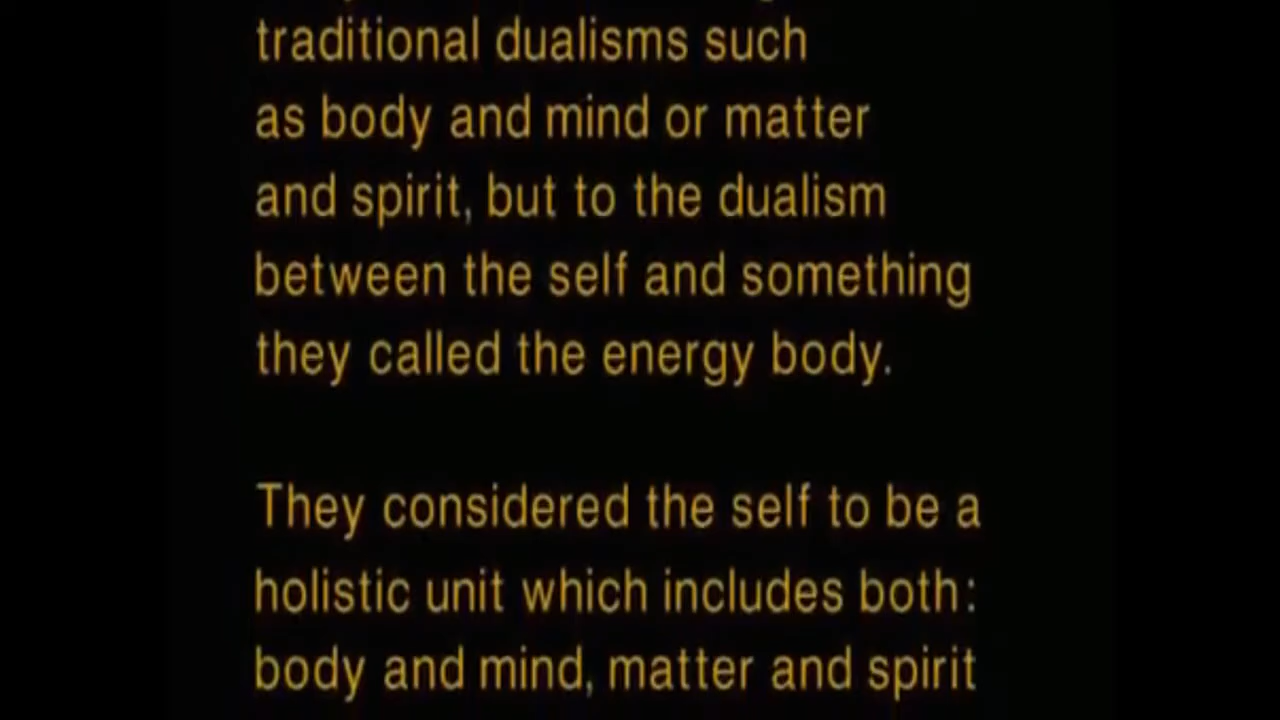 traditional dualisms such
as body and mind or matter
and spirit, but to the dualism
between the self and something
they called the energy body.
They considered the self to be a
holistic unit which includes both:
body and mind, matter and spirit